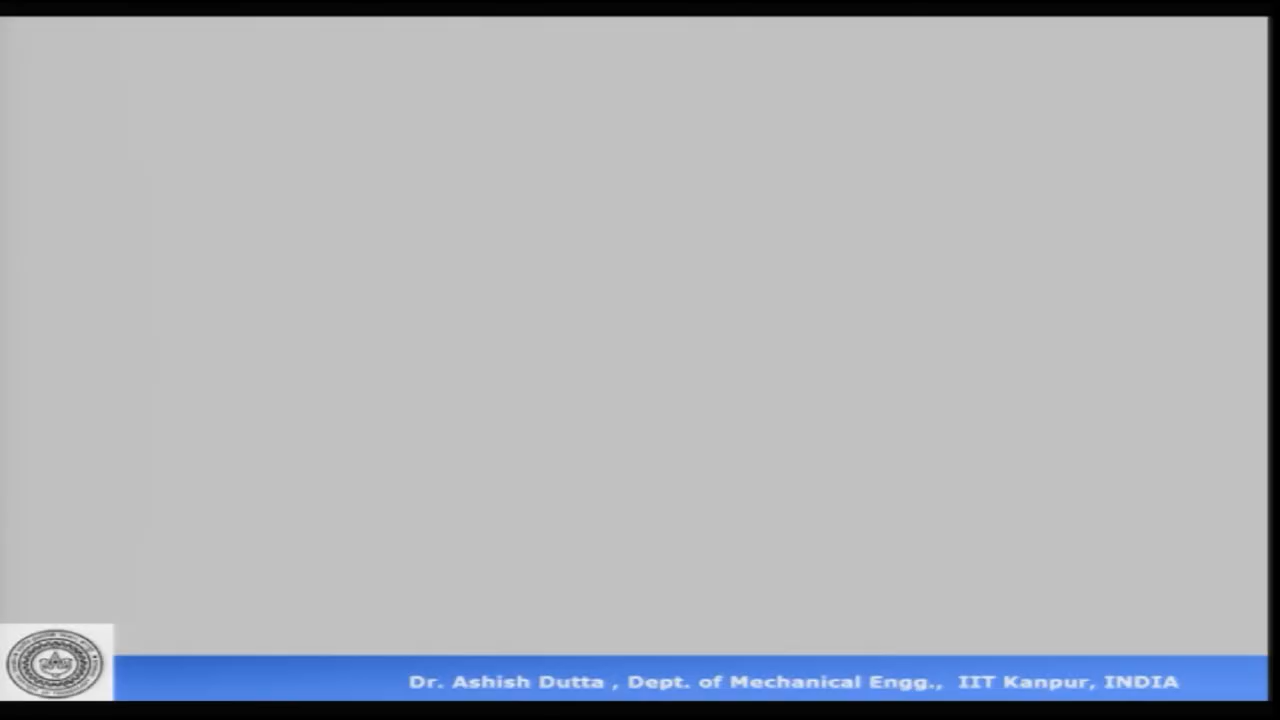 Dr. Ashish Dutta , Dept. of Mechanical Engg., IIT Kanpur, INDIA